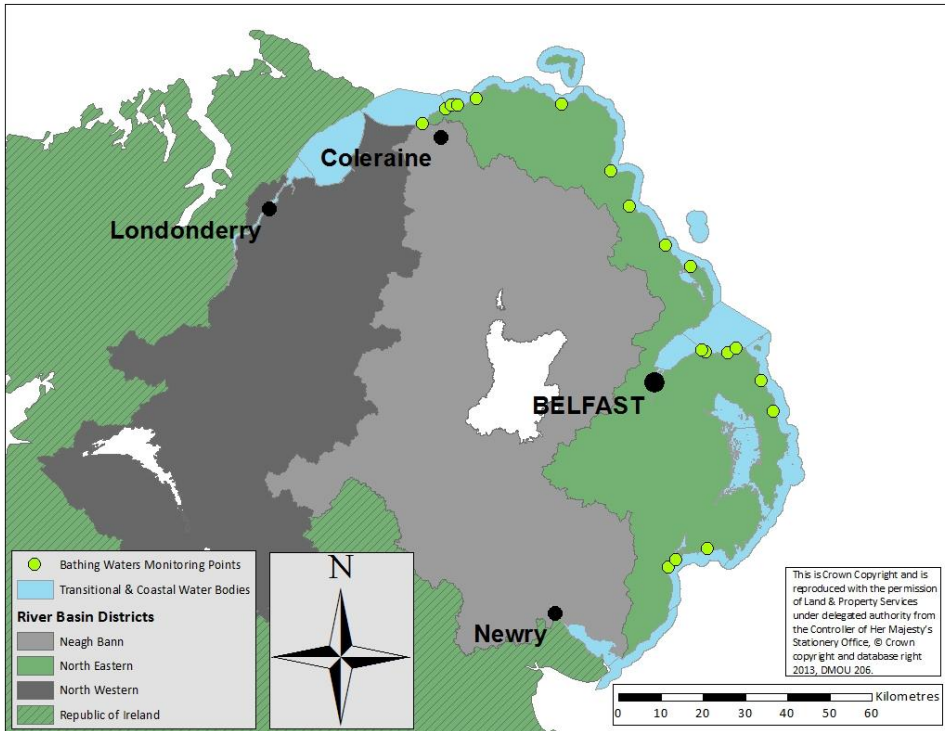 Coleraine
Londonderry
BELFAST
Newry
Bathing Waters Monitoring Points
Transitional & Coastal Water Bodies
River Basin Districts
Neagh Bann
North Eastern
North Western
Republic of Ireland
N
This is Crown Copyright and is
reproduced with the permission
of Land & Property Services
under delegated authority from
the Controller of Her Majesty's
Stationery Office, © Crown
copyright and database right
2013, DMOU 206.
Kilometres
0 10 20 30 40 50 60